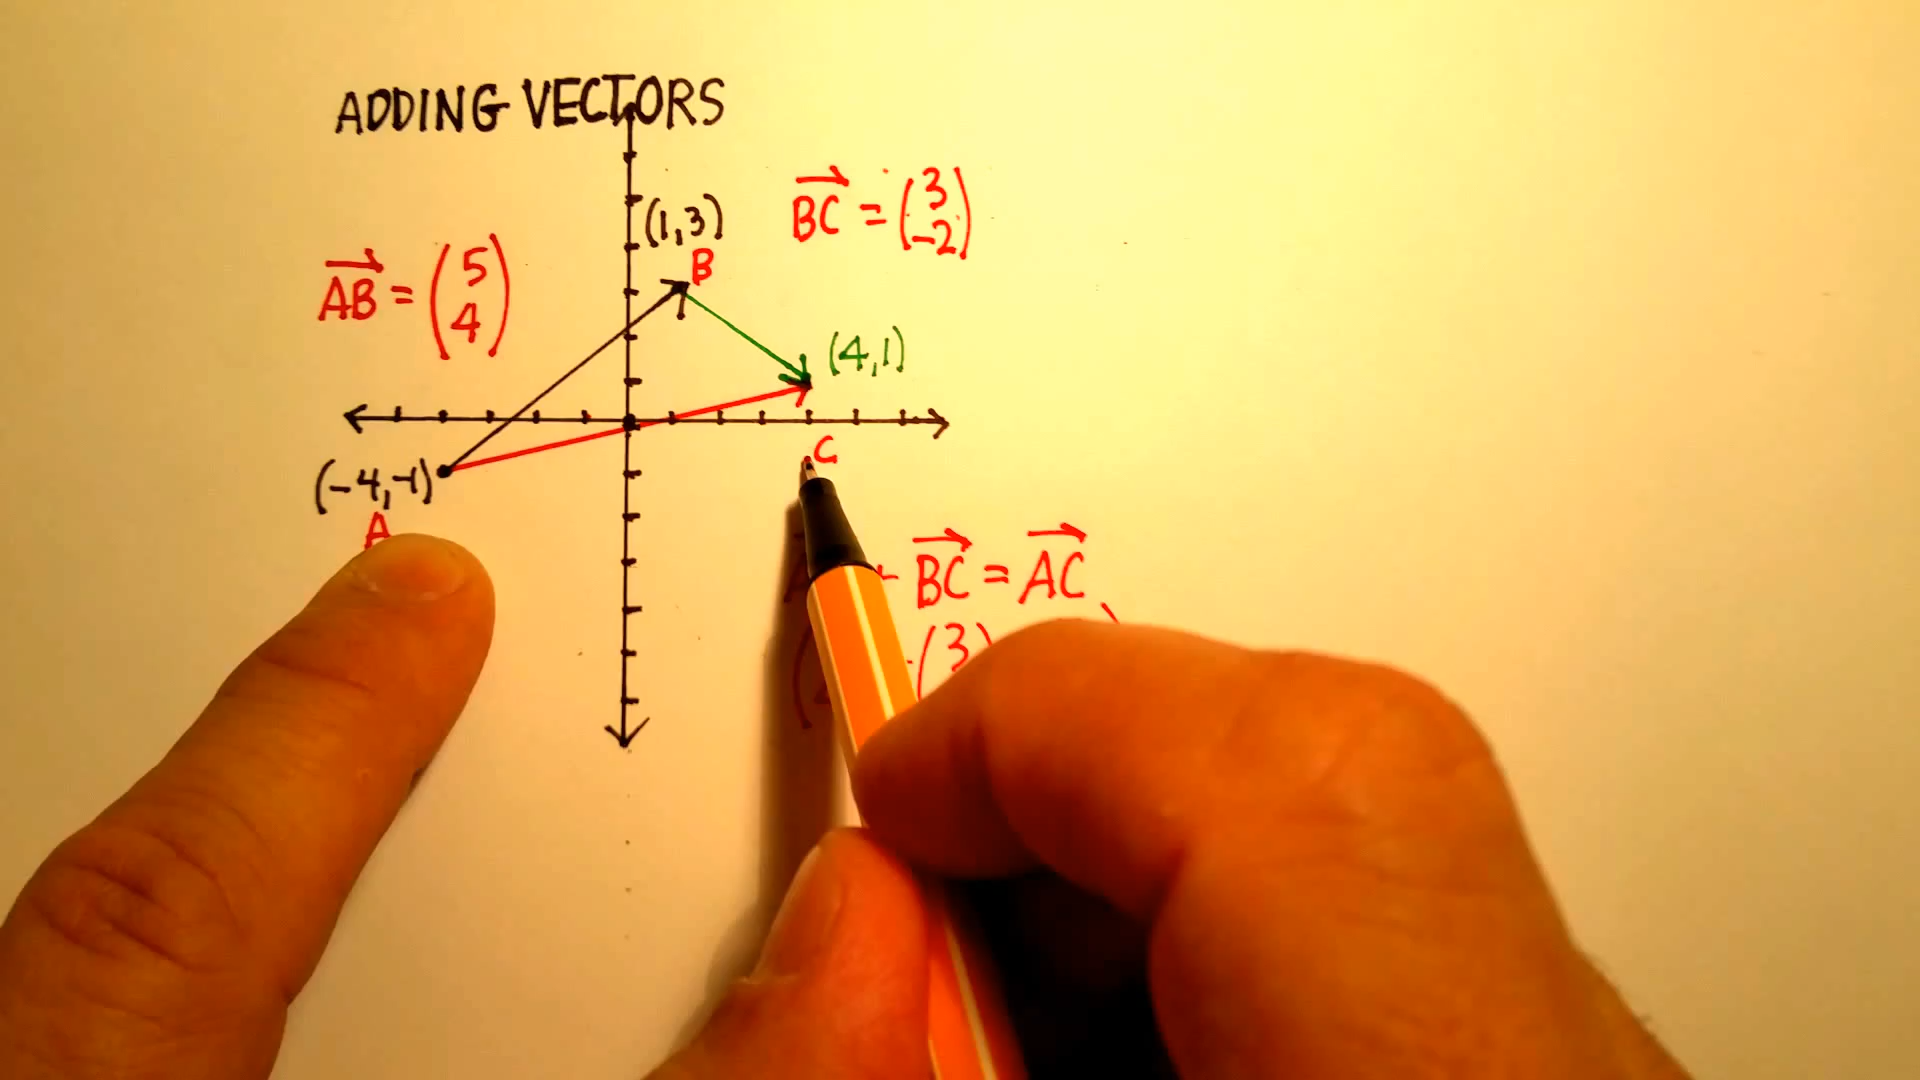 ADDING VECTORS
BC = (3
-2)
(1,3)
B
AB = (5
4)
(4,1)
C
(-4,-1)
A
+ BC = AC
(3)